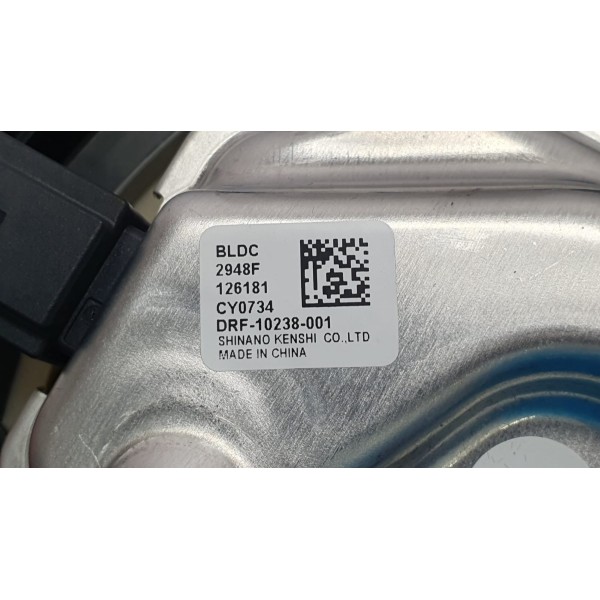 BLDC
2948F
126181
CY0734
DRF-10238-001
SHINANO KENSHI CO.,LTD
MADE IN CHINA